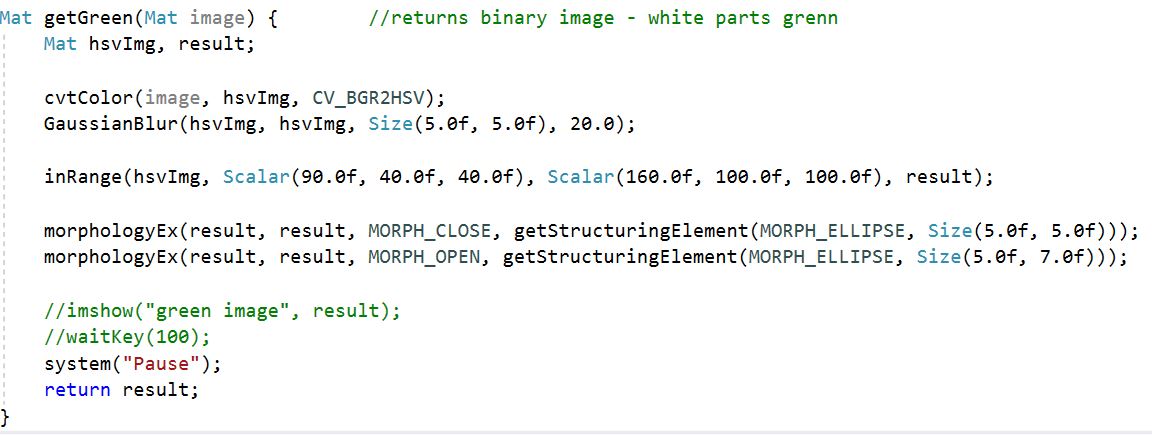 Mat getGreen(Mat image) {        //returns binary image - white parts grenn
    Mat hsvImg, result;

    cvtColor(image, hsvImg, CV_BGR2HSV);
    GaussianBlur(hsvImg, hsvImg, Size(5.0f, 5.0f), 20.0);

    inRange(hsvImg, Scalar(90.0f, 40.0f, 40.0f), Scalar(160.0f, 100.0f, 100.0f), result);

    morphologyEx(result, result, MORPH_CLOSE, getStructuringElement(MORPH_ELLIPSE, Size(5.0f, 5.0f)));
    morphologyEx(result, result, MORPH_OPEN, getStructuringElement(MORPH_ELLIPSE, Size(5.0f, 7.0f)));

    //imshow("green image", result);
    //waitKey(100);
    system("Pause");
    return result;
}